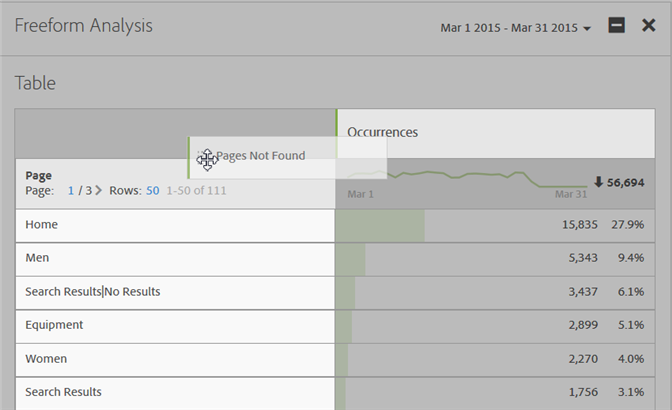 Freeform Analysis
Mar 1 2015 - Mar 31 2015
Table
Occurrences
Pages Not Found
Page
Page: 1 / 3 Rows: 50 1-50 of 111
Mar 1 Mar 31
56,694
Home 15,835 27.9%
Men 5,343 9.4%
Search Results|No Results 3,437 6.1%
Equipment 2,899 5.1%
Women 2,270 4.0%
Search Results 1,756 3.1%